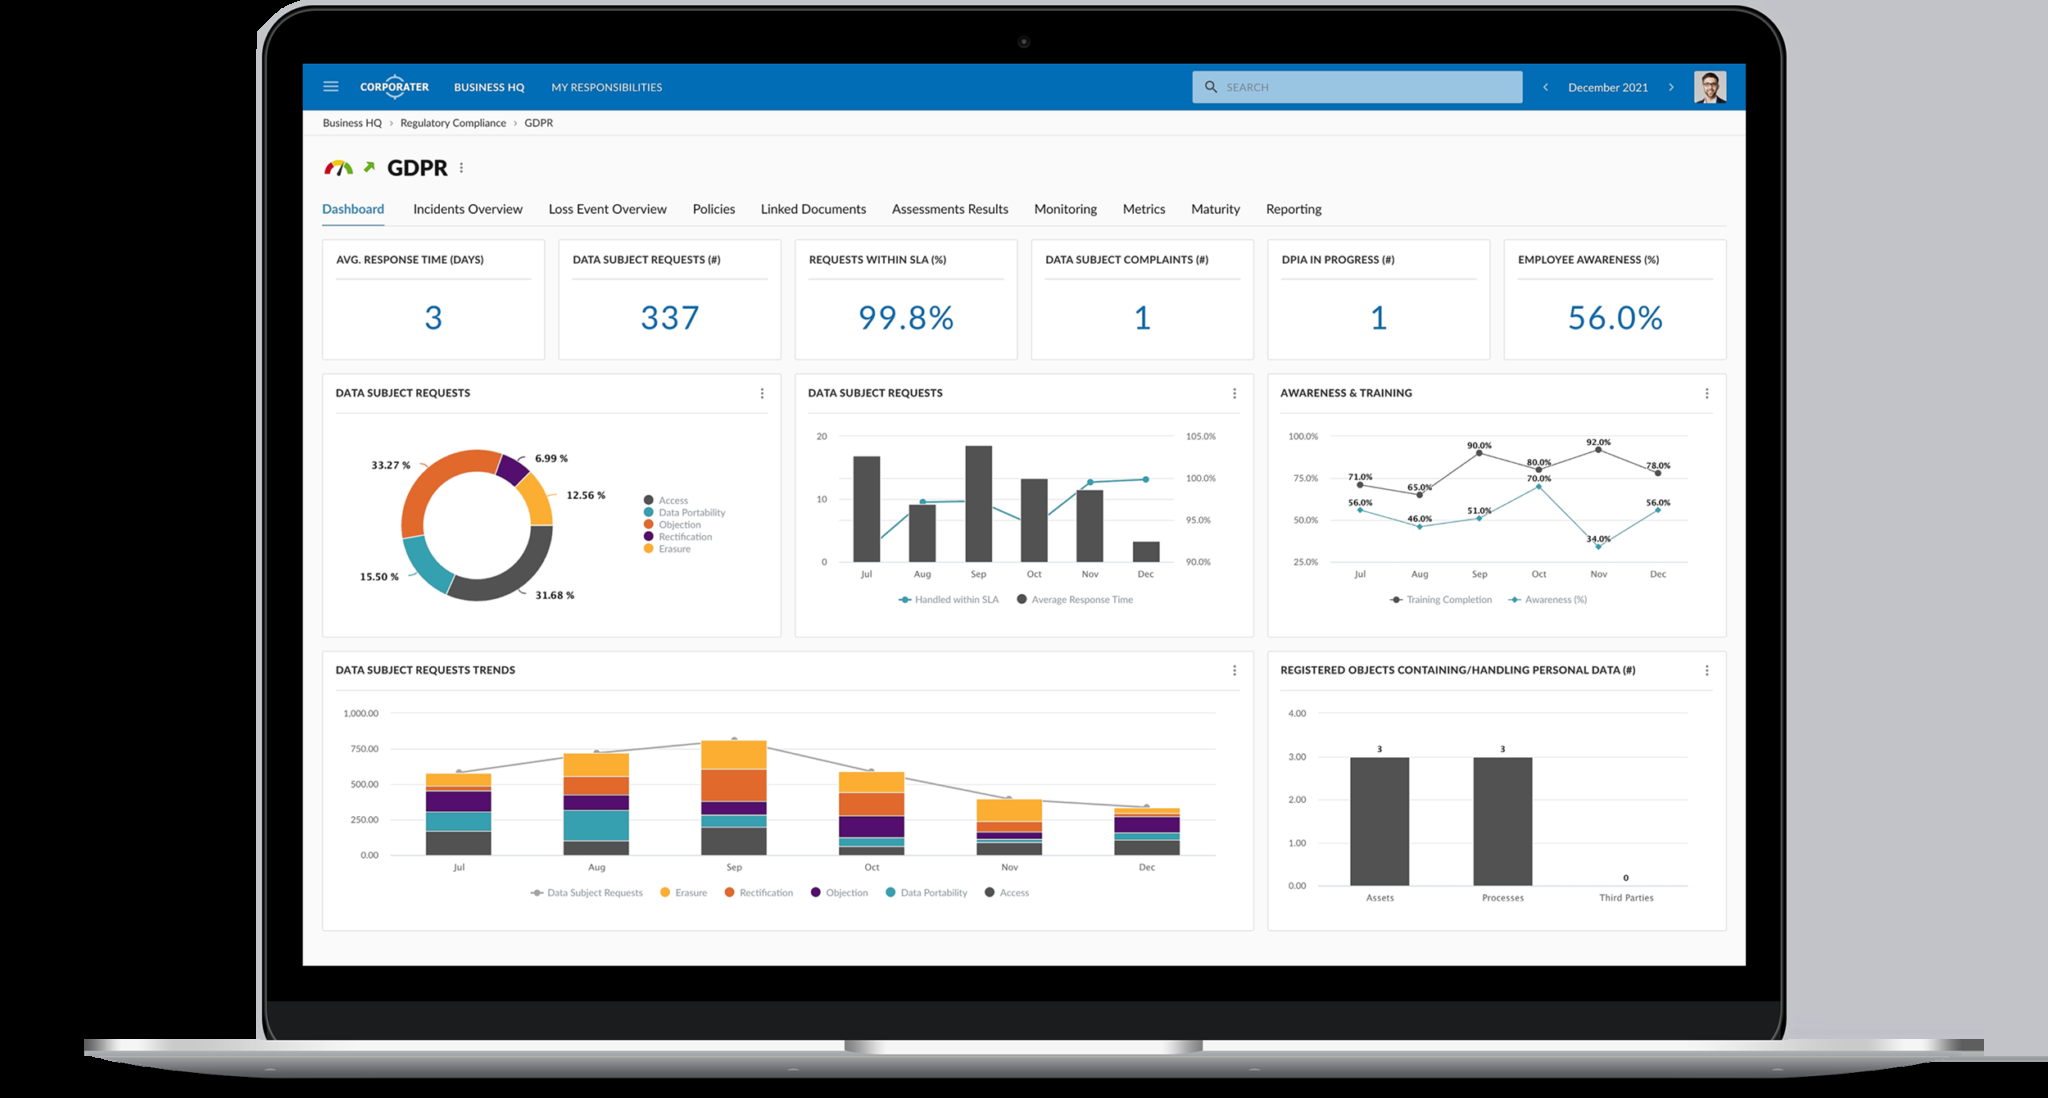 CORPORATER BUSINESS HQ MY RESPONSIBILITIES SEARCH December 2021
Business HQ > Regulatory Compliance > GDPR
GDPR
Dashboard Incidents Overview Loss Event Overview Policies Linked Documents Assessments Results Monitoring Metrics Maturity Reporting
AVG. RESPONSE TIME (DAYS)
3
DATA SUBJECT REQUESTS (#)
337
REQUESTS WITHIN SLA (%)
99.8%
DATA SUBJECT COMPLAINTS (#)
1
DPIA IN PROGRESS (#)
1
EMPLOYEE AWARENESS (%)
56.0%
DATA SUBJECT REQUESTS
33.27 %
6.99 %
12.56 %
15.50 %
31.68 %
Access
Data Portability
Objection
Rectification
Erasure
DATA SUBJECT REQUESTS
20 105.0%
100.0%
10
95.0%
0 90.0%
Jul Aug Sep Oct Nov Dec
Handled within SLA Average Response Time
AWARENESS & TRAINING
100.0%
75.0%
50.0%
25.0%
71.0% 65.0% 90.0% 80.0% 92.0% 78.0%
56.0% 46.0% 51.0% 70.0% 34.0% 56.0%
Jul Aug Sep Oct Nov Dec
Training Completion Awareness (%)
DATA SUBJECT REQUESTS TRENDS
1,000.00
750.00
500.00
250.00
0.00
Jul Aug Sep Oct Nov Dec
Data Subject Requests Erasure Rectification Objection Data Portability Access
REGISTERED OBJECTS CONTAINING/HANDLING PERSONAL DATA (#)
4.00
3.00
2.00
1.00
0.00
3 3 0
Assets Processes Third Parties